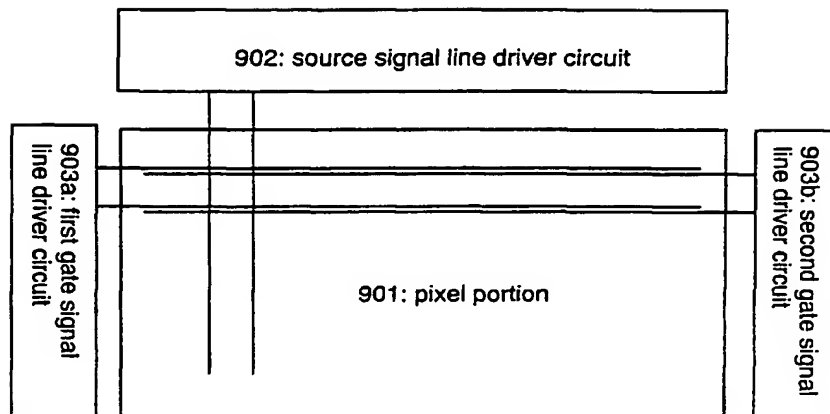 902: source signal line driver circuit
903a: first gate signal
line driver circuit
901: pixel portion
903b: second gate signal
line driver circuit